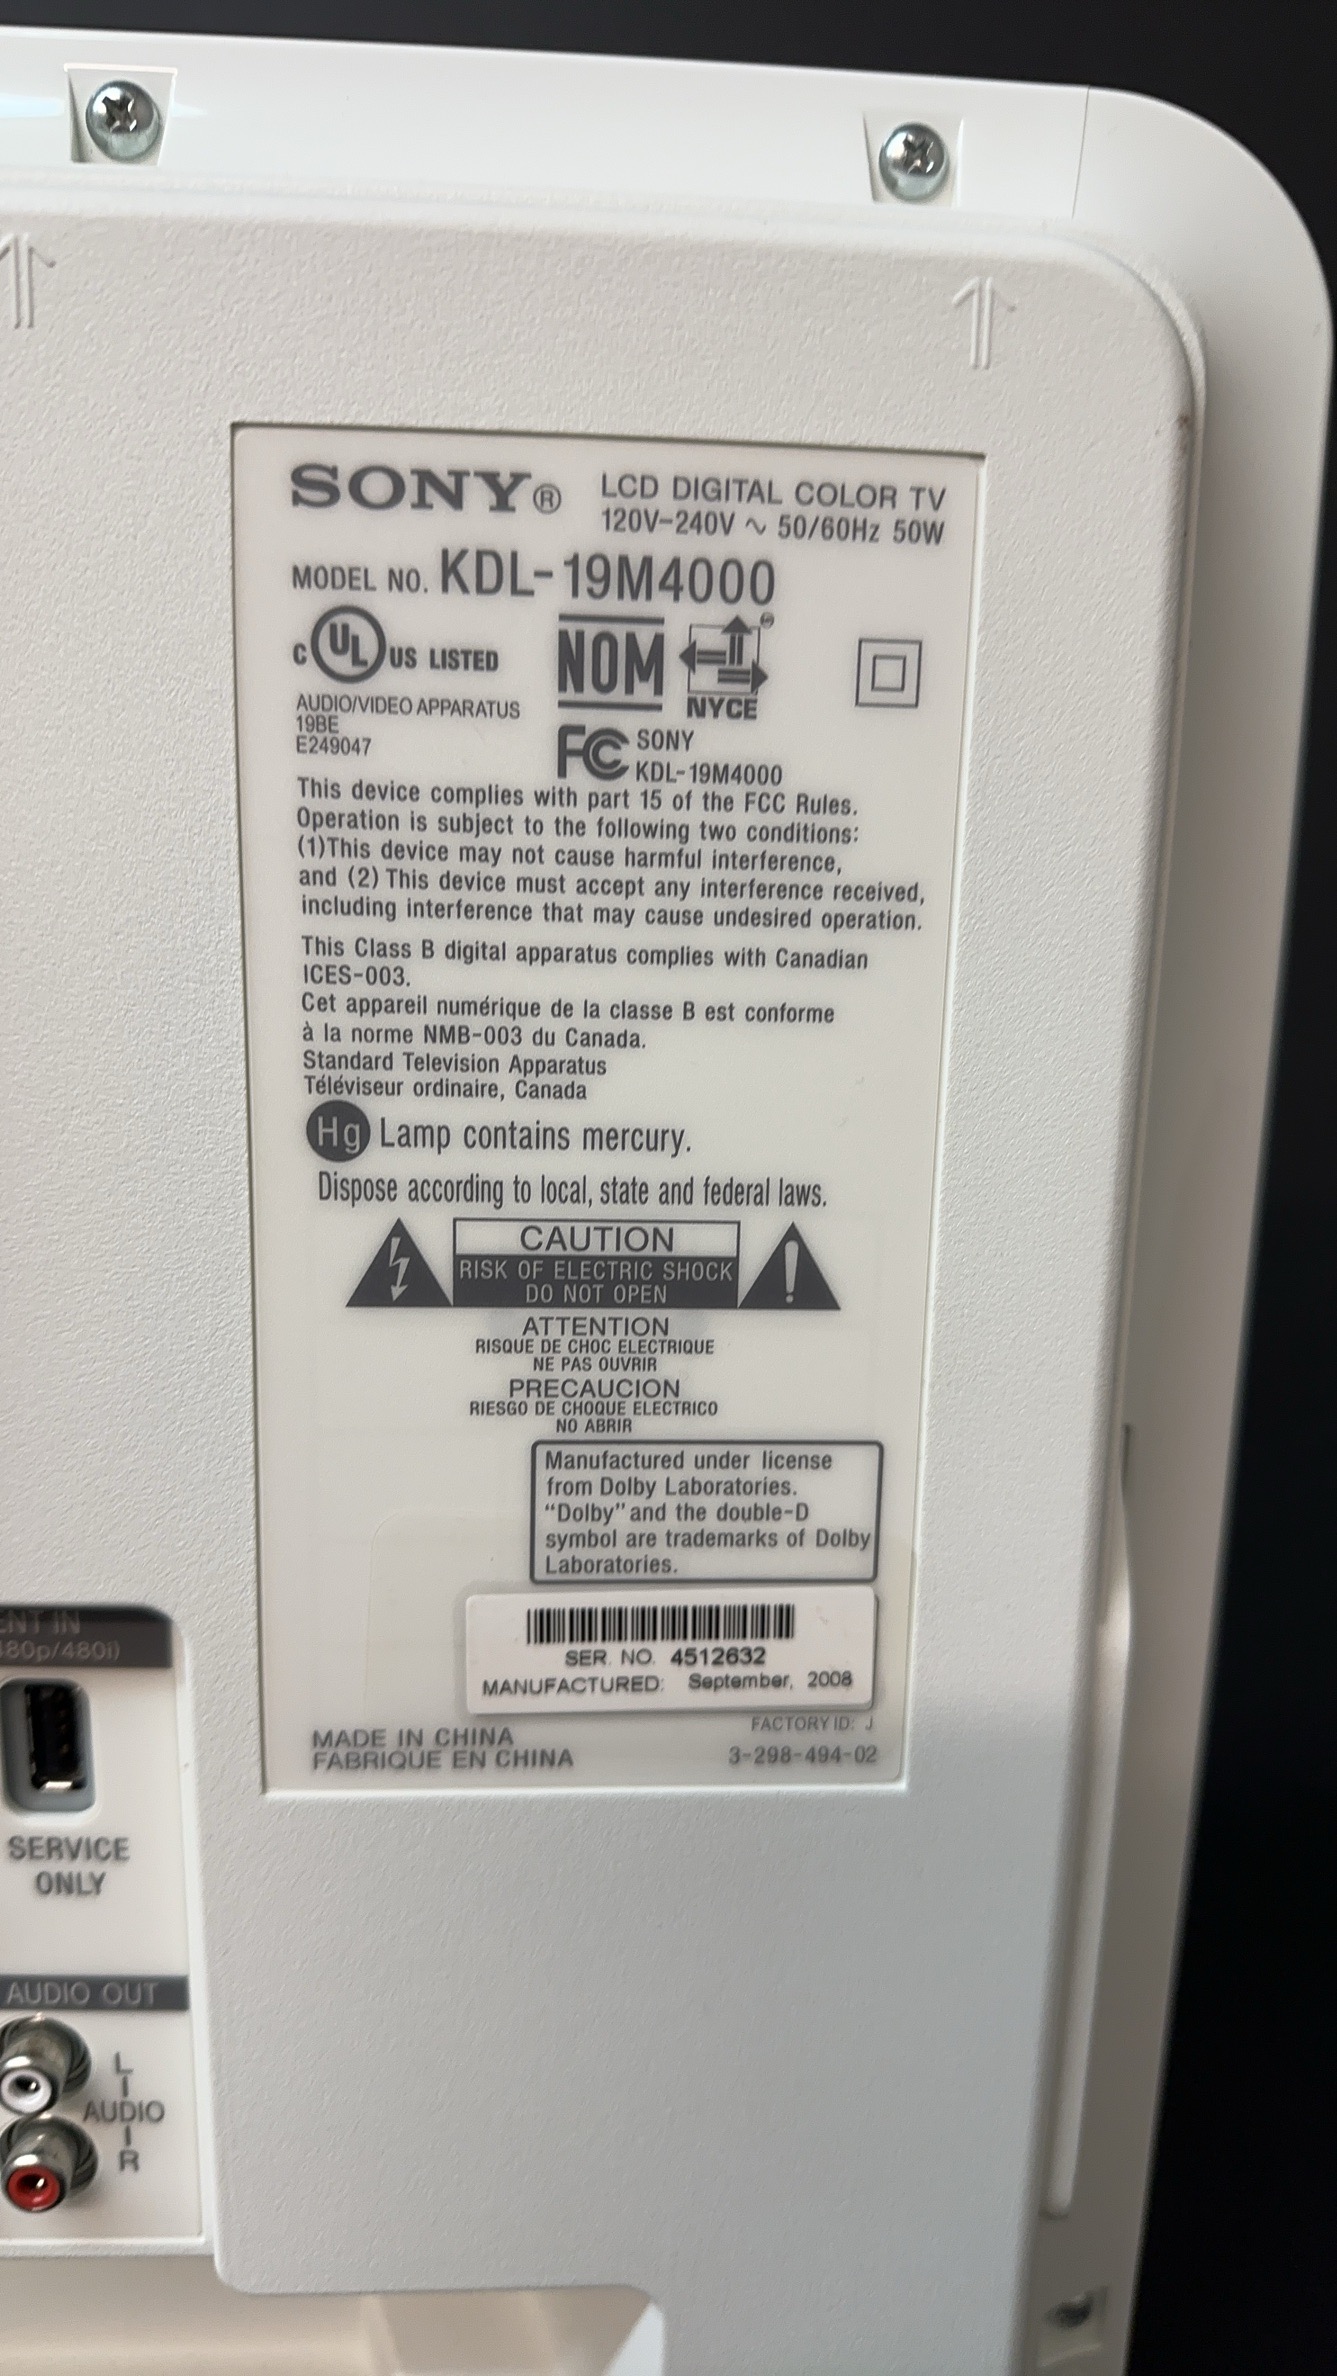 SONY® LCD DIGITAL COLOR TV
120V-240V ~ 50/60Hz 50W
MODEL NO. KDL-19M4000
C UL US LISTED
NOM
NYCE
AUDIO/VIDEO APPARATUS
19BE
E249047
FC SONY
KDL-19M4000
This device complies with part 15 of the FCC Rules.
Operation is subject to the following two conditions:
(1)This device may not cause harmful interference,
and (2) This device must accept any interference received,
including interference that may cause undesired operation.
This Class B digital apparatus complies with Canadian
ICES-003.
Cet appareil numérique de la classe B est conforme
à la norme NMB-003 du Canada.
Standard Television Apparatus
Téléviseur ordinaire, Canada
Hg Lamp contains mercury.
Dispose according to local, state and federal laws.
CAUTION
RISK OF ELECTRIC SHOCK
DO NOT OPEN
ATTENTION
RISQUE DE CHOC ELECTRIQUE
NE PAS OUVRIR
PRECAUCION
RIESGO DE CHOQUE ELECTRICO
NO ABRIR
Manufactured under license
from Dolby Laboratories.
"Dolby" and the double-D
symbol are trademarks of Dolby
Laboratories.
SER. NO. 4512632
MANUFACTURED: September, 2008
FACTORY ID: J
MADE IN CHINA
FABRIQUE EN CHINA
3-298-494-02
ENT IN
480p/480i)
SERVICE
ONLY
AUDIO OUT
L
AUDIO
R